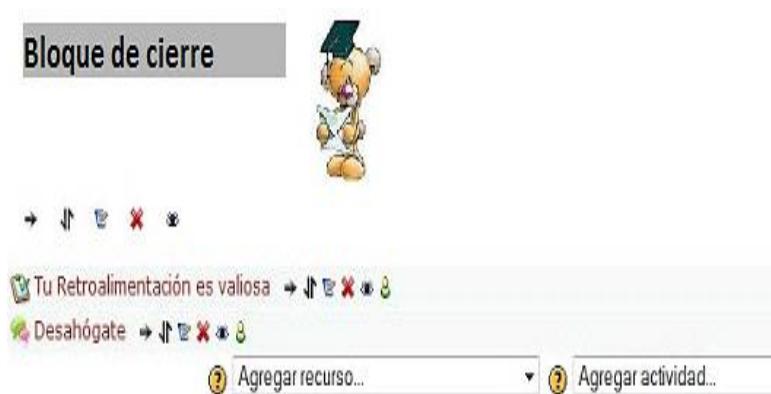 Bloque de cierre
Tu Retroalimentación es valiosa
Desahógate
Agregar recurso... Agregar actividad...